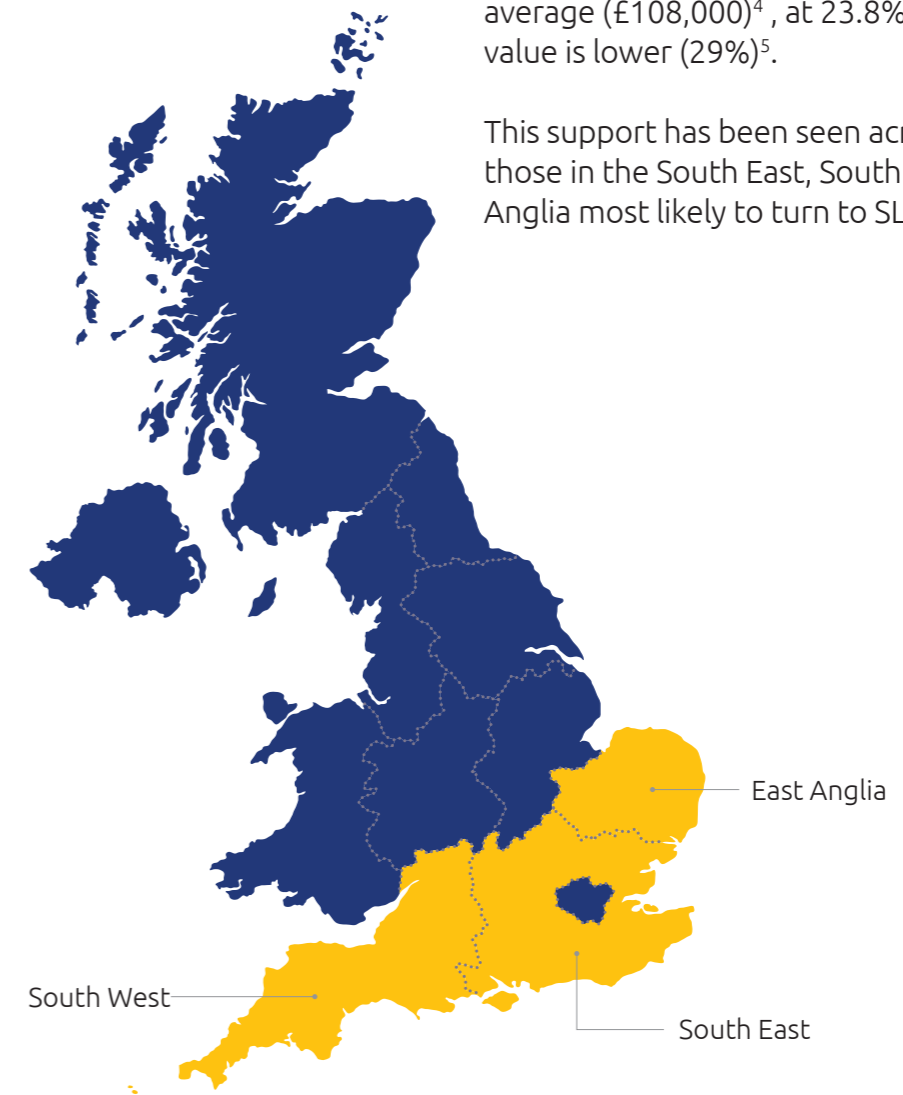 average (£108,000)⁴ , at 23.8%
value is lower (29%)⁵.
This support has been seen acr
those in the South East, South
Anglia most likely to turn to SL
East Anglia
South West
South East